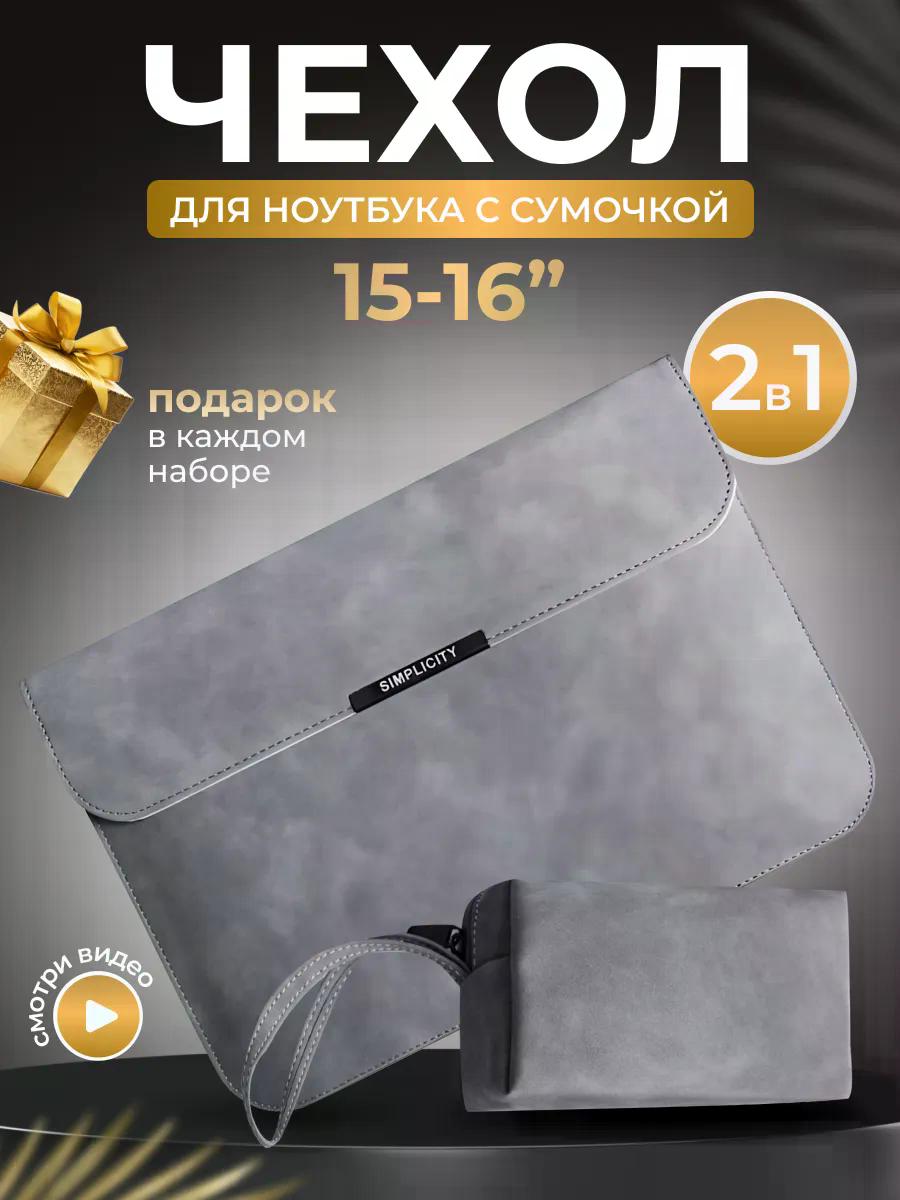 ЧЕХОЛ
ДЛЯ НОУТБУКА С СУМОЧКОЙ
15-16”
2в1
подарок
в каждом
наборе
SIMPLICITY
смотри видео